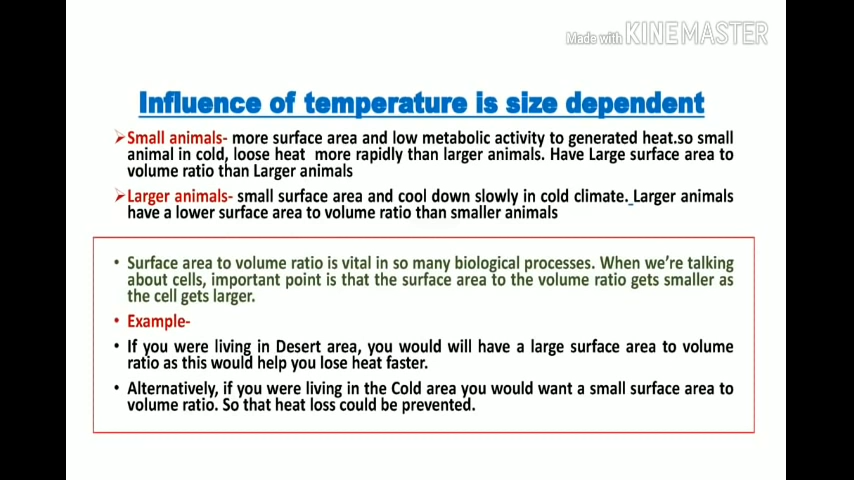 Made with KINEMASTER
Influence of temperature is size dependent
➢Small animals- more surface area and low metabolic activity to generated heat.so small
animal in cold, loose heat more rapidly than larger animals. Have Large surface area to
volume ratio than Larger animals
➢Larger animals- small surface area and cool down slowly in cold climate. Larger animals
have a lower surface area to volume ratio than smaller animals
• Surface area to volume ratio is vital in so many biological processes. When we're talking
about cells, important point is that the surface area to the volume ratio gets smaller as
the cell gets larger.
• Example-
• If you were living in Desert area, you would will have a large surface area to volume
ratio as this would help you lose heat faster.
• Alternatively, if you were living in the Cold area you would want a small surface area to
volume ratio. So that heat loss could be prevented.